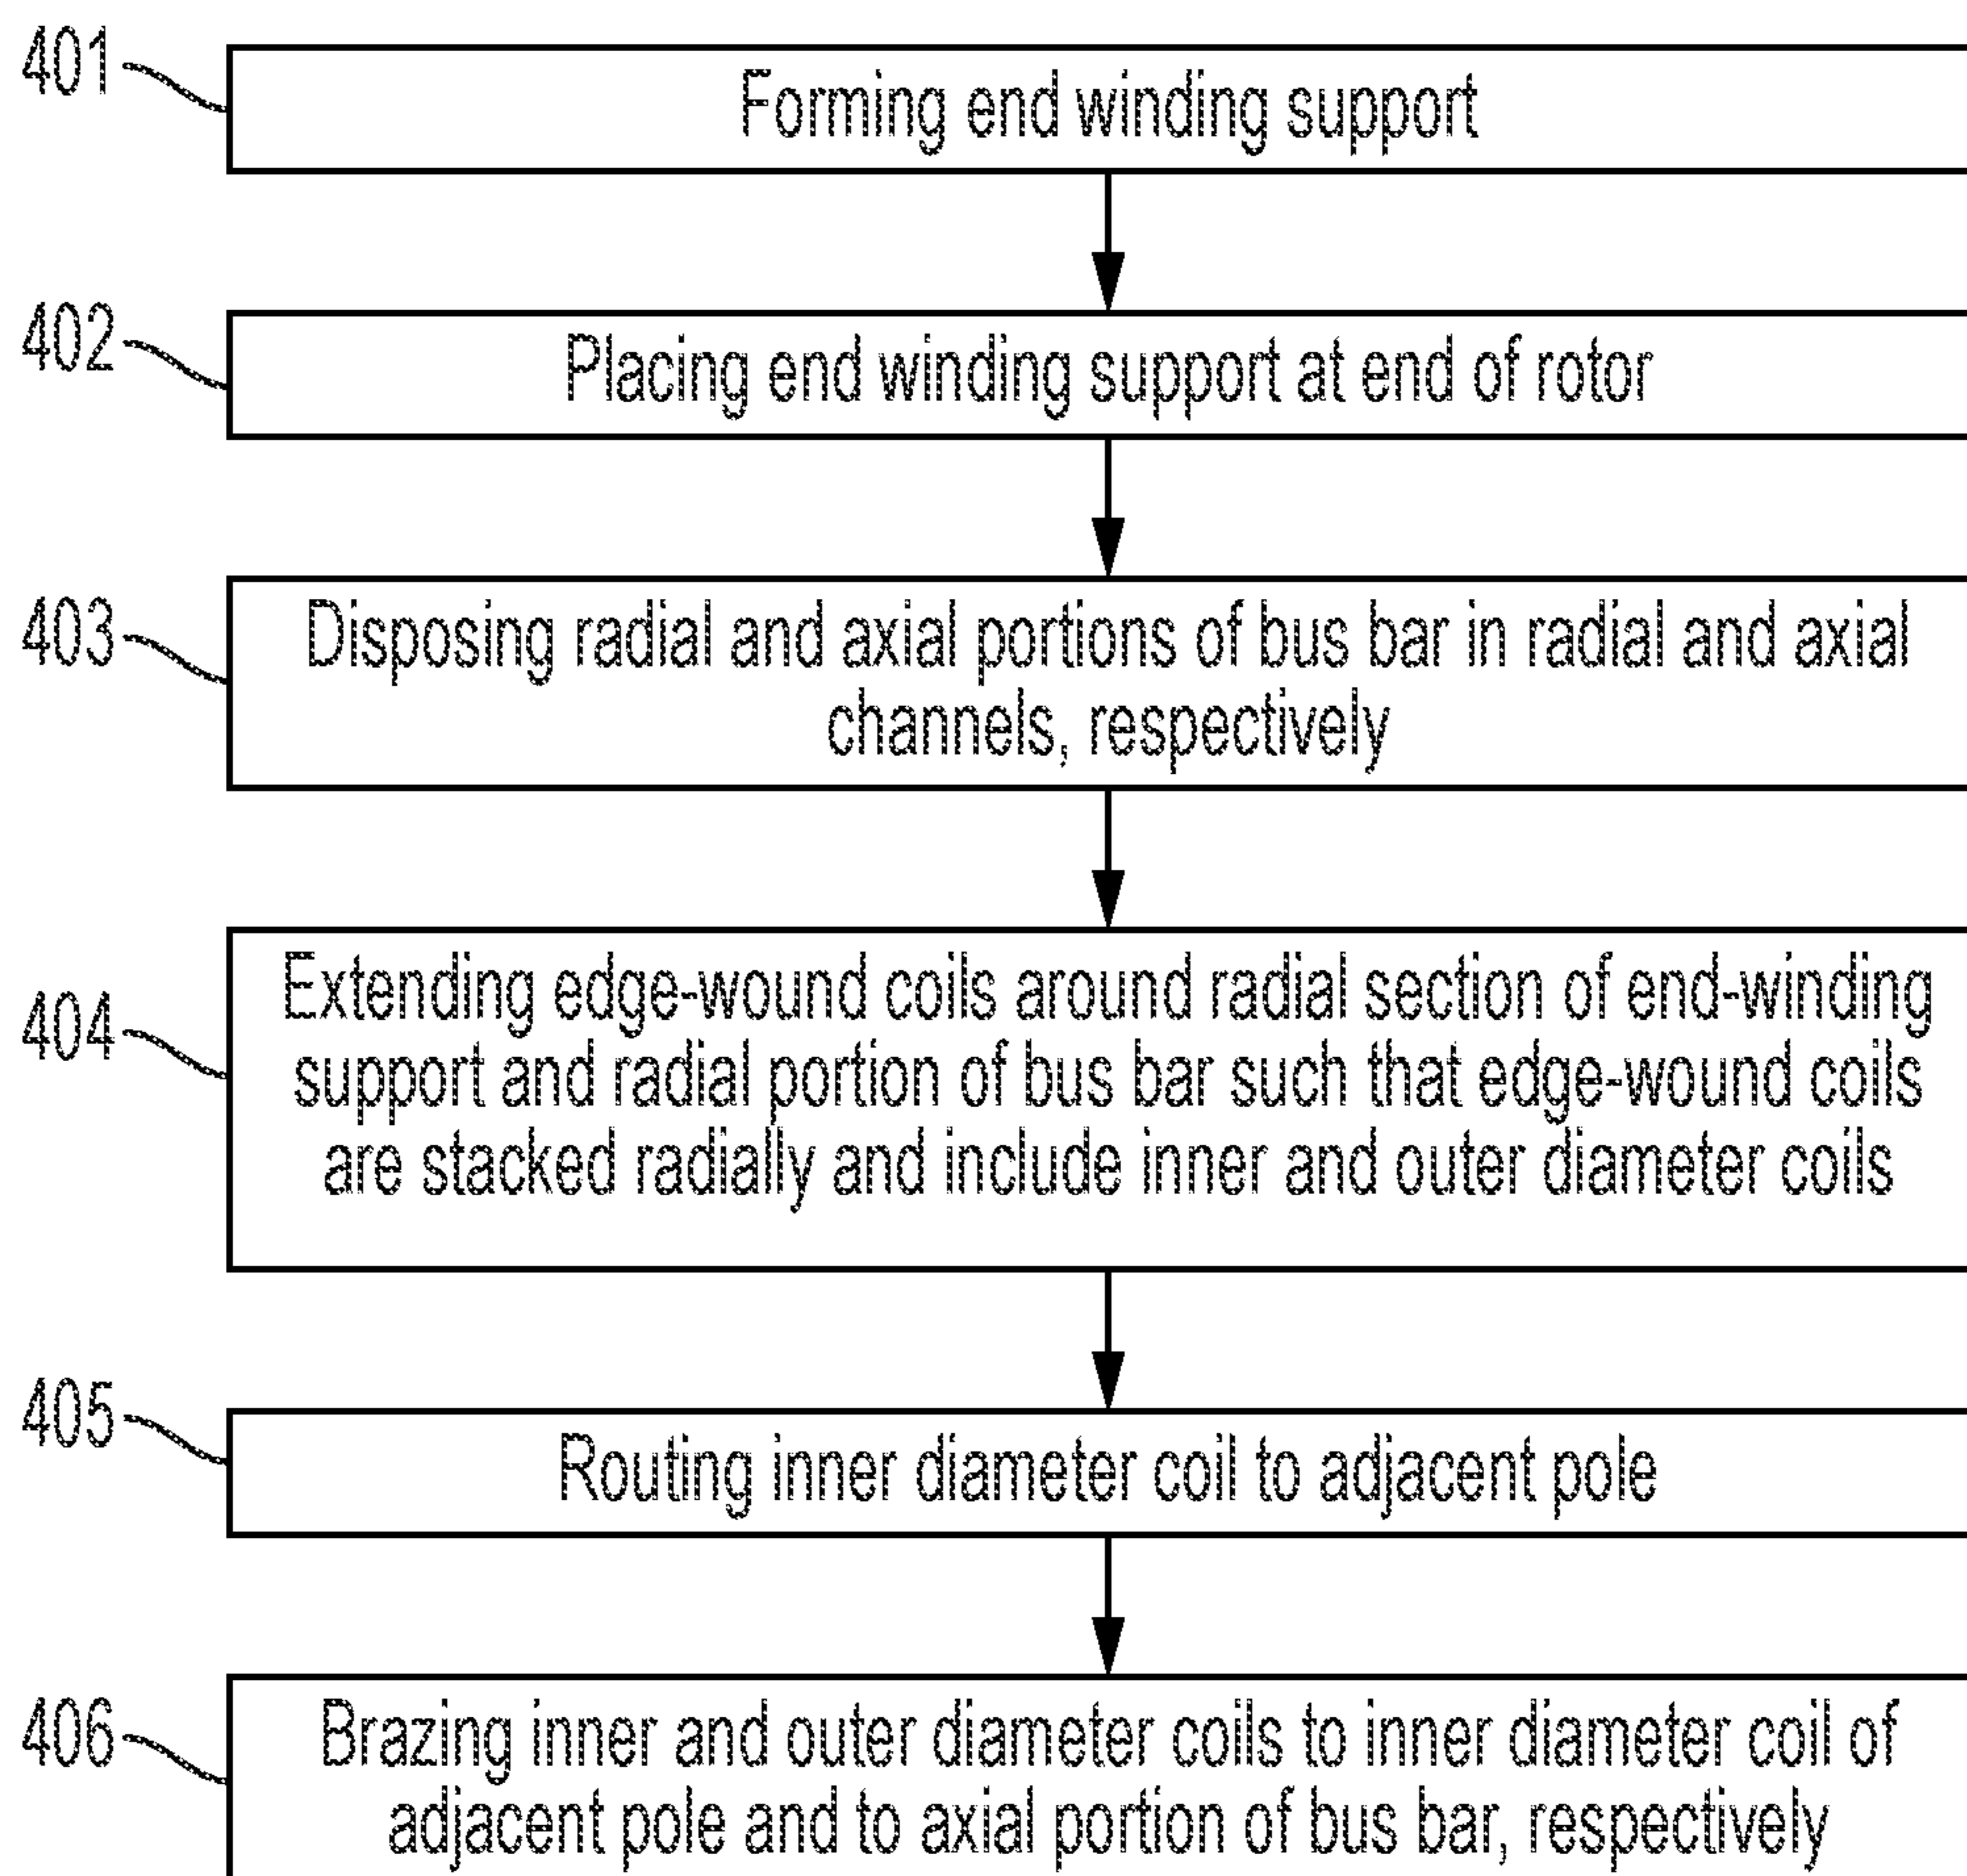 401
Forming end winding support
402
Placing end winding support at end of rotor
403
Disposing radial and axial portions of bus bar in radial and axial
channels, respectively
404
Extending edge-wound coils around radial section of end-winding
support and radial portion of bus bar such that edge-wound coils
are stacked radially and include inner and outer diameter coils
405
Routing inner diameter coil to adjacent pole
406
Brazing inner and outer diameter coils to inner diameter coil of
adjacent pole and to axial portion of bus bar, respectively